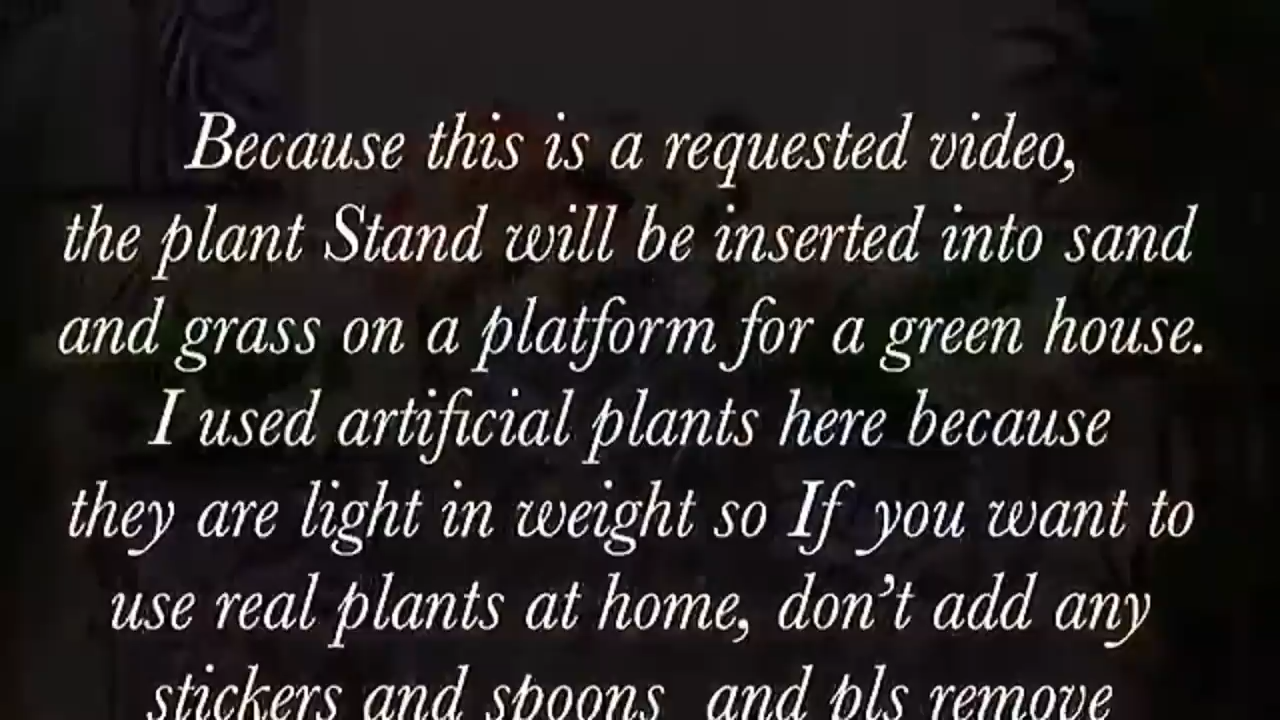 Because this is a requested video,
the plant Stand will be inserted into sand
and grass on a platform for a green house.
I used artificial plants here because
they are light in weight so If you want to
use real plants at home, don't add any
stickers and spoons and pls remove